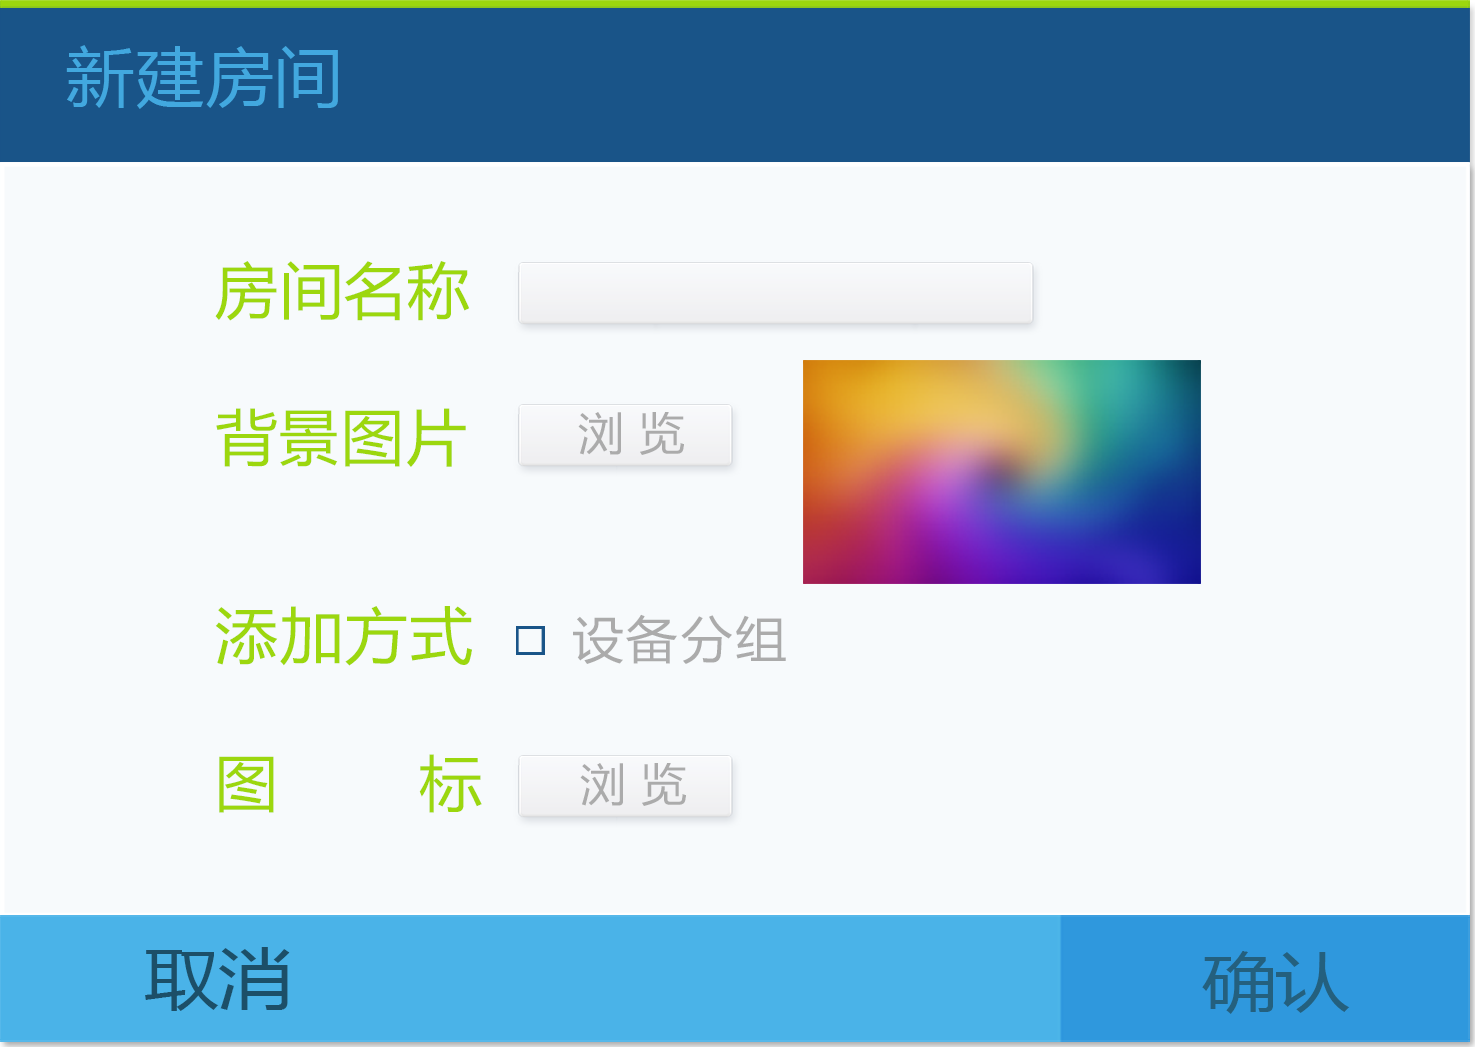 新建房间
房间名称
背景图片 浏 览
添加方式 设备分组
图 标 浏 览
取消 确认